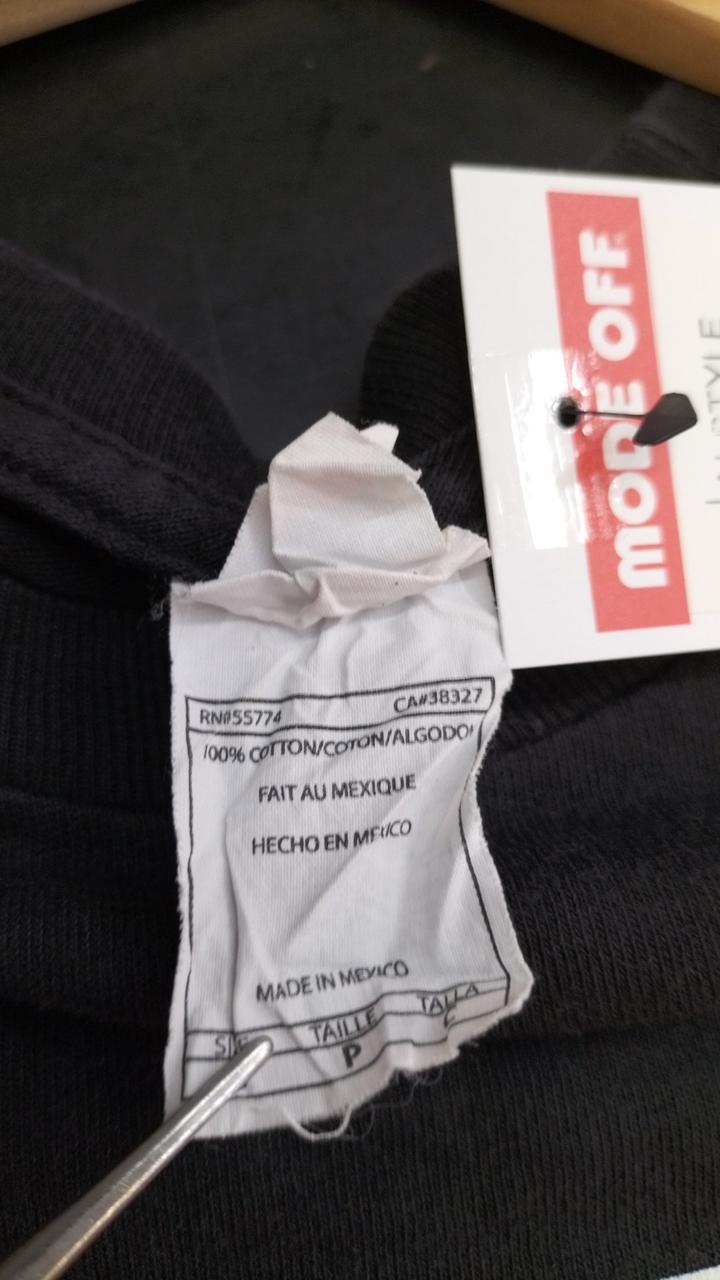 MODE OFF
RN#55774 CA#38327
100% COTTON/COTON/ALGODO
FAIT AU MEXIQUE
HECHO EN MEXICO
MADE IN MEXICO
TAILLE TALLA
P